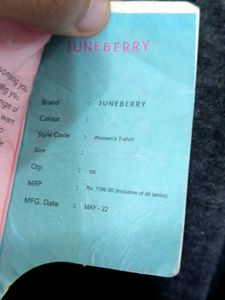 JUNEBERRY
Brand : JUNEBERRY
Colour :
Style Code : Women's T-shirt
Size :
Qty. : 1N
MRP : Rs. 1199.00 (Inclusive of all taxes)
MFG. Date : MAY - 22
want